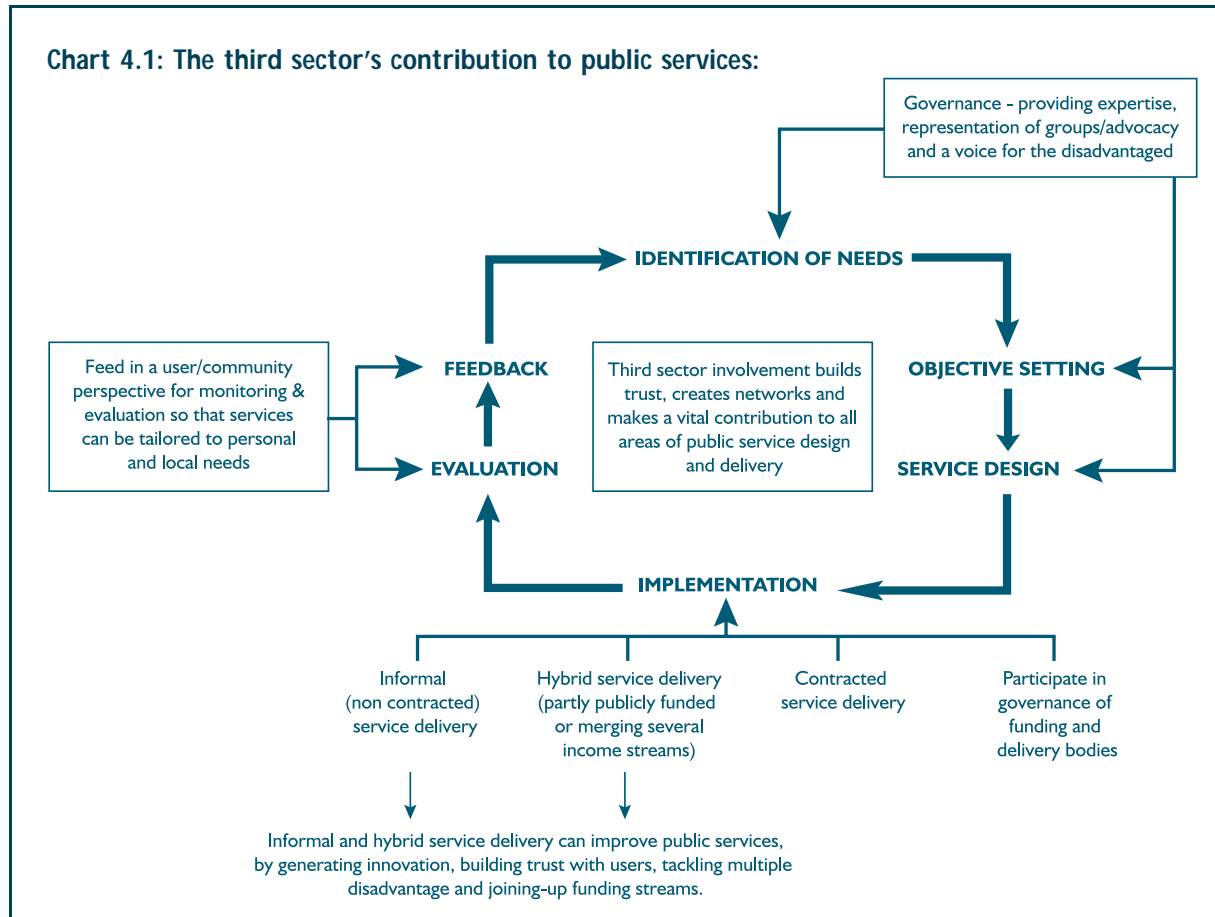 Chart 4.1: The third sector's contribution to public services:
Governance - providing expertise,
representation of groups/advocacy
and a voice for the disadvantaged
IDENTIFICATION OF NEEDS
Feed in a user/community
perspective for monitoring &
evaluation so that services
can be tailored to personal
and local needs
FEEDBACK
EVALUATION
Third sector involvement builds
trust, creates networks and
makes a vital contribution to all
areas of public service design
and delivery
OBJECTIVE SETTING
SERVICE DESIGN
IMPLEMENTATION
Informal
(non contracted)
service delivery
Hybrid service delivery
(partly publicly funded
or merging several
income streams)
Contracted
service delivery
Participate in
governance of
funding and
delivery bodies
Informal and hybrid service delivery can improve public services,
by generating innovation, building trust with users, tackling multiple
disadvantage and joining-up funding streams.